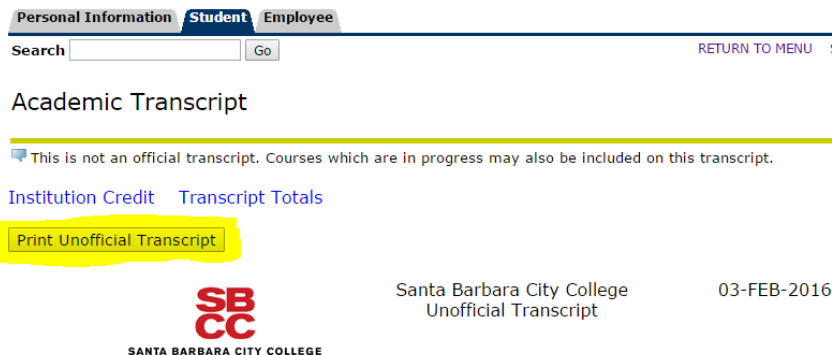 Personal Information Student Employee
Search Go RETURN TO MENU
Academic Transcript
This is not an official transcript. Courses which are in progress may also be included on this transcript.
Institution Credit Transcript Totals
Print Unofficial Transcript
Santa Barbara City College 03-FEB-2016
Unofficial Transcript
SB
CC
SANTA BARBARA CITY COLLEGE